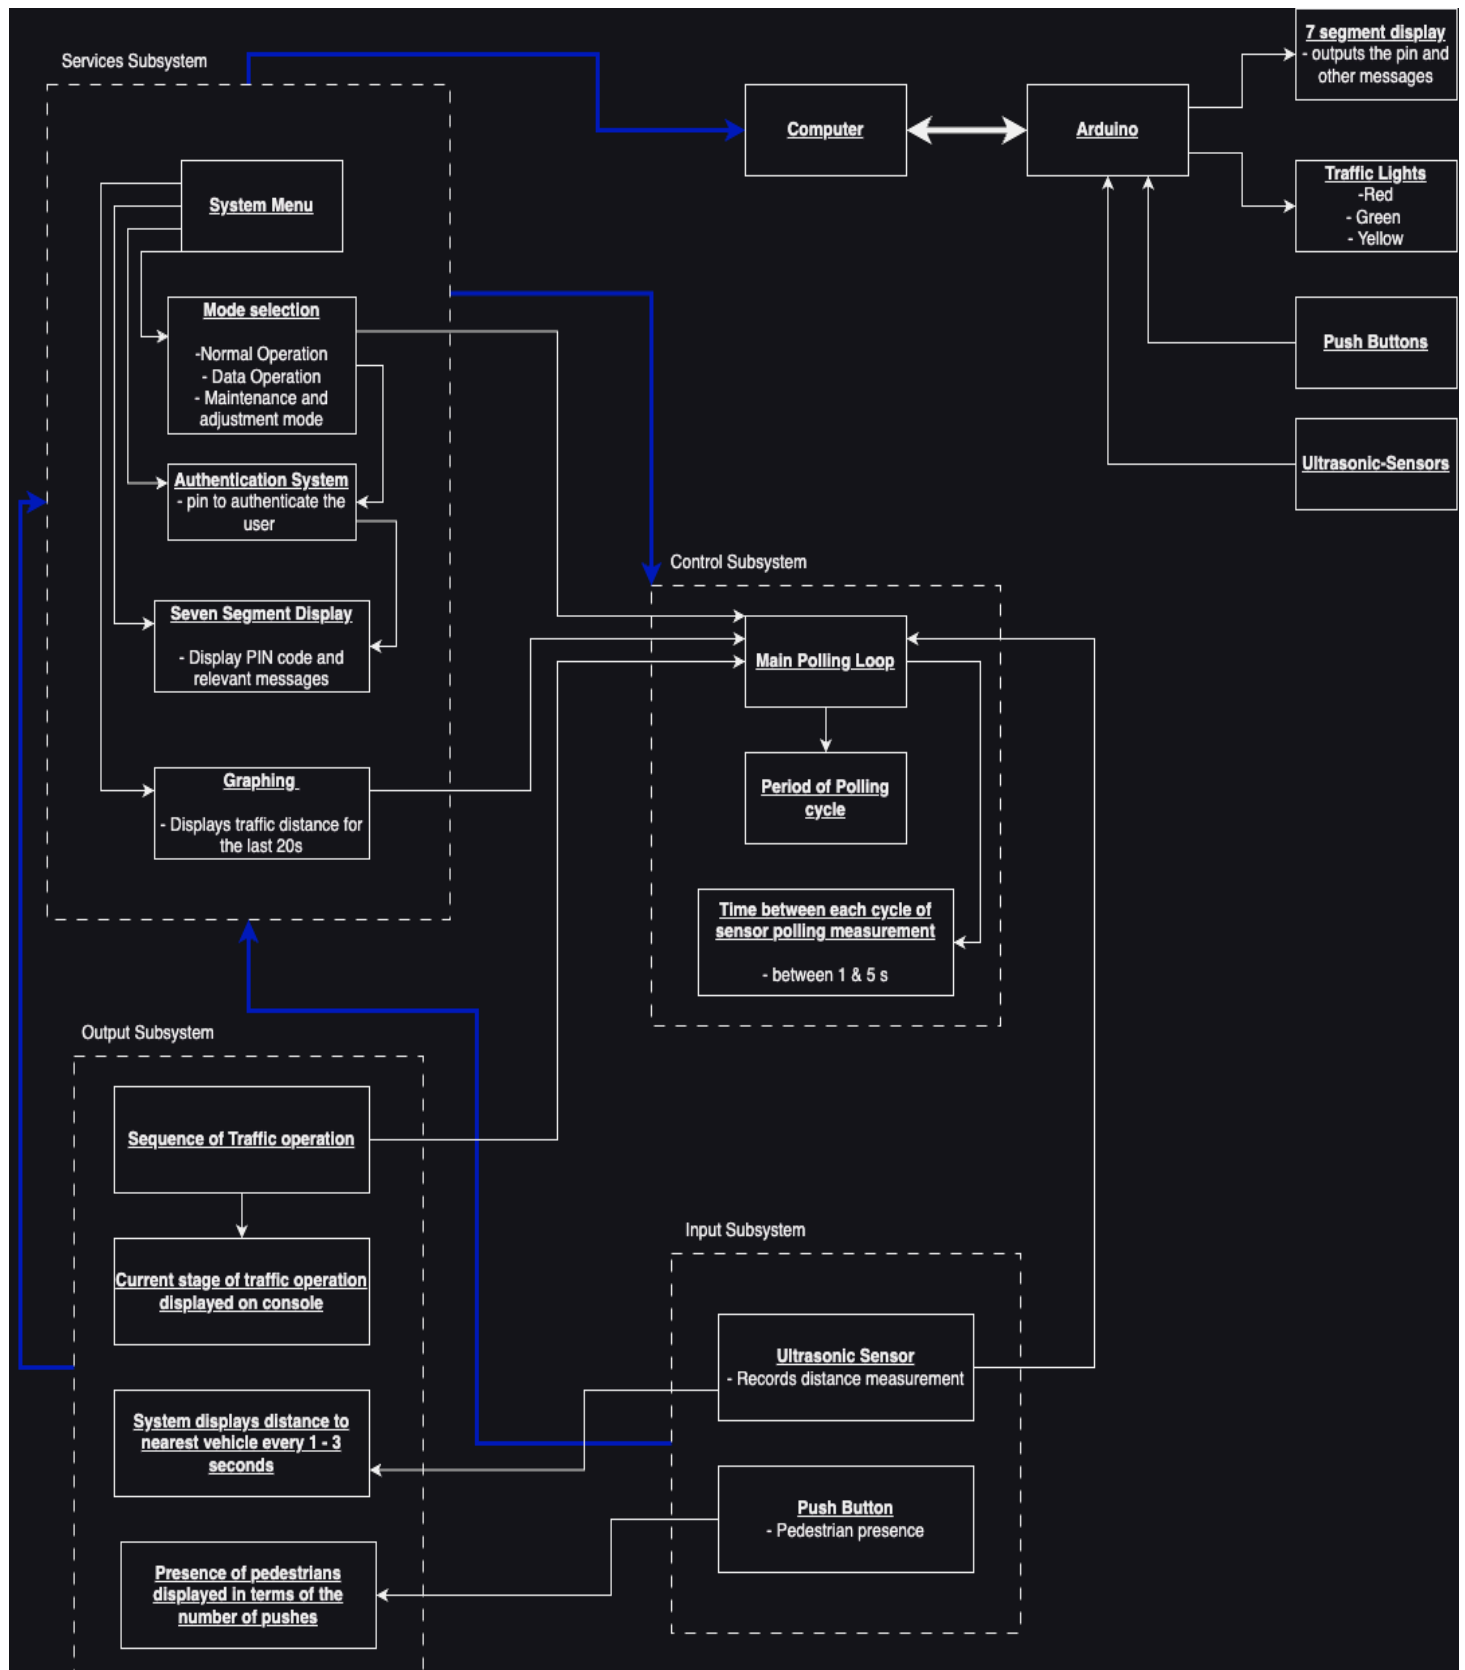 Services Subsystem
System Menu
Mode selection
-Normal Operation
- Data Operation
- Maintenance and
adjustment mode
Authentication System
- pin to authenticate the
user
Seven Segment Display
- Display PIN code and
relevant messages
Graphing
- Displays traffic distance for
the last 20s
Computer
Arduino
7 segment display
- outputs the pin and
other messages
Traffic Lights
-Red
- Green
- Yellow
Push Buttons
Ultrasonic-Sensors
Control Subsystem
Main Polling Loop
Period of Polling
cycle
Time between each cycle of
sensor polling measurement
- between 1 & 5 s
Output Subsystem
Sequence of Traffic operation
Current stage of traffic operation
displayed on console
System displays distance to
nearest vehicle every 1 - 3
seconds
Presence of pedestrians
displayed in terms of the
number of pushes
Input Subsystem
Ultrasonic Sensor
- Records distance measurement
Push Button
- Pedestrian presence